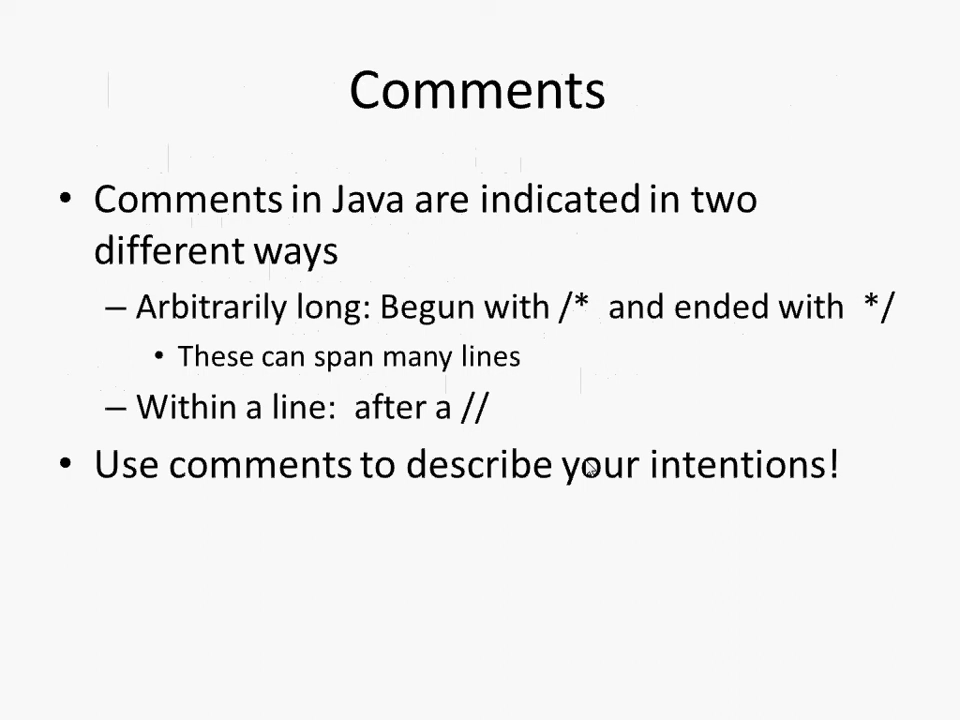 Comments
• Comments in Java are indicated in two
different ways
– Arbitrarily long: Begun with /* and ended with */
• These can span many lines
– Within a line: after a //
• Use comments to describe your intentions!